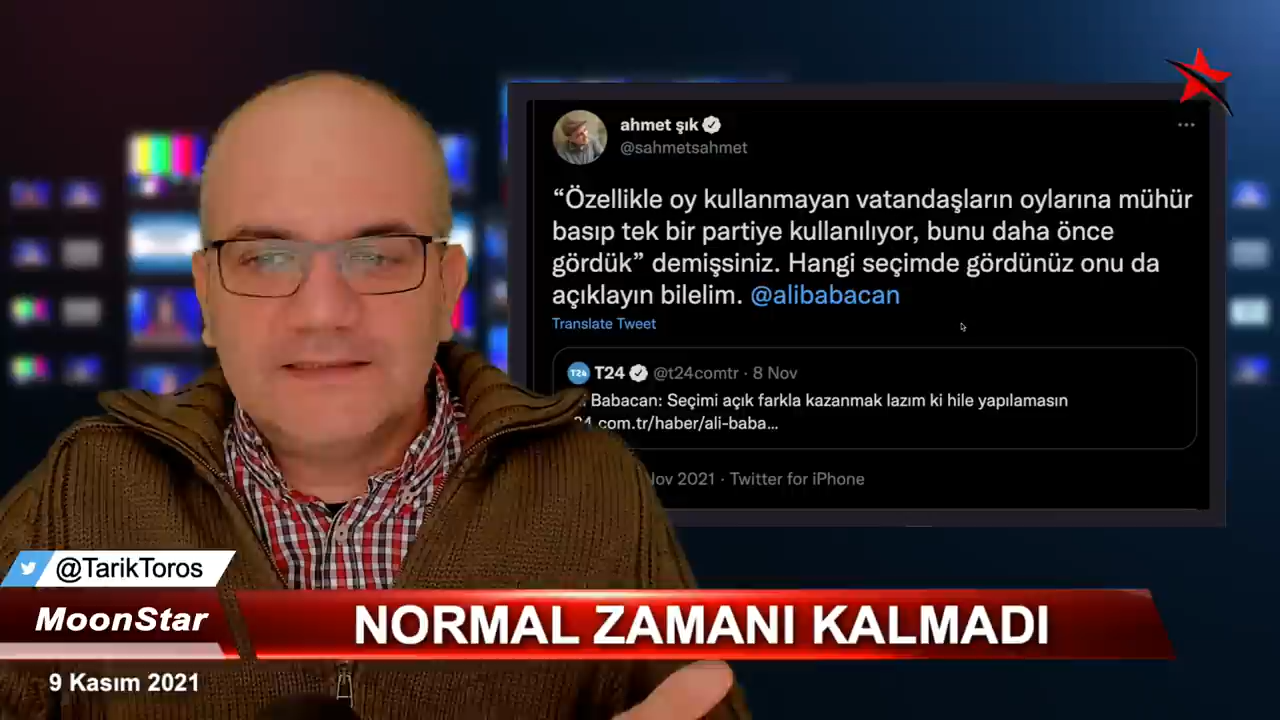 ahmet şık
@sahmetsahmet
“Özellikle oy kullanmayan vatandaşların oylarına mühür
basıp tek bir partiye kullanılıyor, bunu daha önce
gördük” demişsiniz. Hangi seçimde gördünüz onu da
açıklayın bilelim. @alibabacan
Translate Tweet
T24 @t24comtr · 8 Nov
Babacan: Seçimi açık farkla kazanmak lazım ki hile yapılamasın
.com.tr/haber/ali-baba...
2021 · Twitter for iPhone
@TarikToros
MoonStar
NORMAL ZAMANI KALMADI
9 Kasım 2021